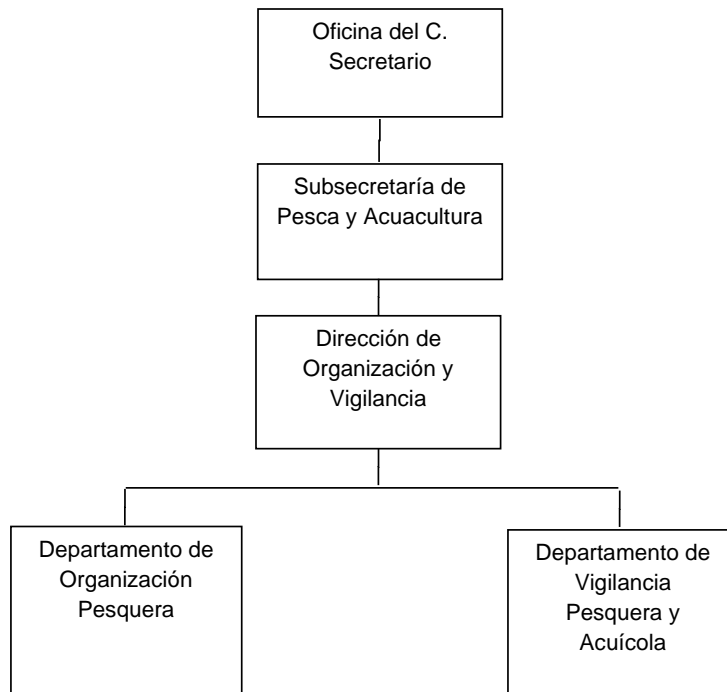 Oficina del C.
Secretario
Subsecretaría de
Pesca y Acuacultura
Dirección de
Organización y
Vigilancia
Departamento de
Organización
Pesquera
Departamento de
Vigilancia
Pesquera y
Acuícola